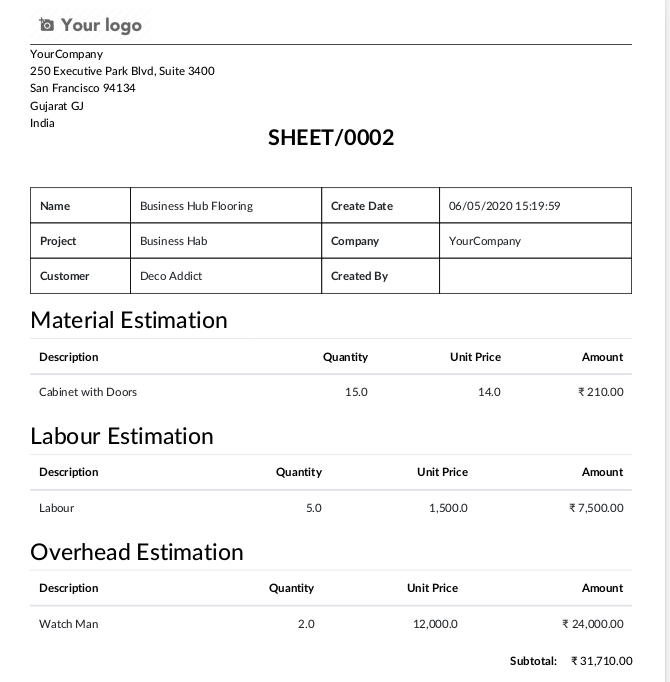 Your logo
YourCompany
250 Executive Park Blvd, Suite 3400
San Francisco 94134
Gujarat GJ
India
SHEET/0002
Name Business Hub Flooring Create Date 06/05/2020 15:19:59
Project Business Hab Company YourCompany
Customer Deco Addict Created By
Material Estimation
Description Quantity Unit Price Amount
Cabinet with Doors 15.0 14.0 ₹ 210.00
Labour Estimation
Description Quantity Unit Price Amount
Labour 5.0 1,500.0 ₹ 7,500.00
Overhead Estimation
Description Quantity Unit Price Amount
Watch Man 2.0 12,000.0 ₹ 24,000.00
Subtotal: ₹ 31,710.00